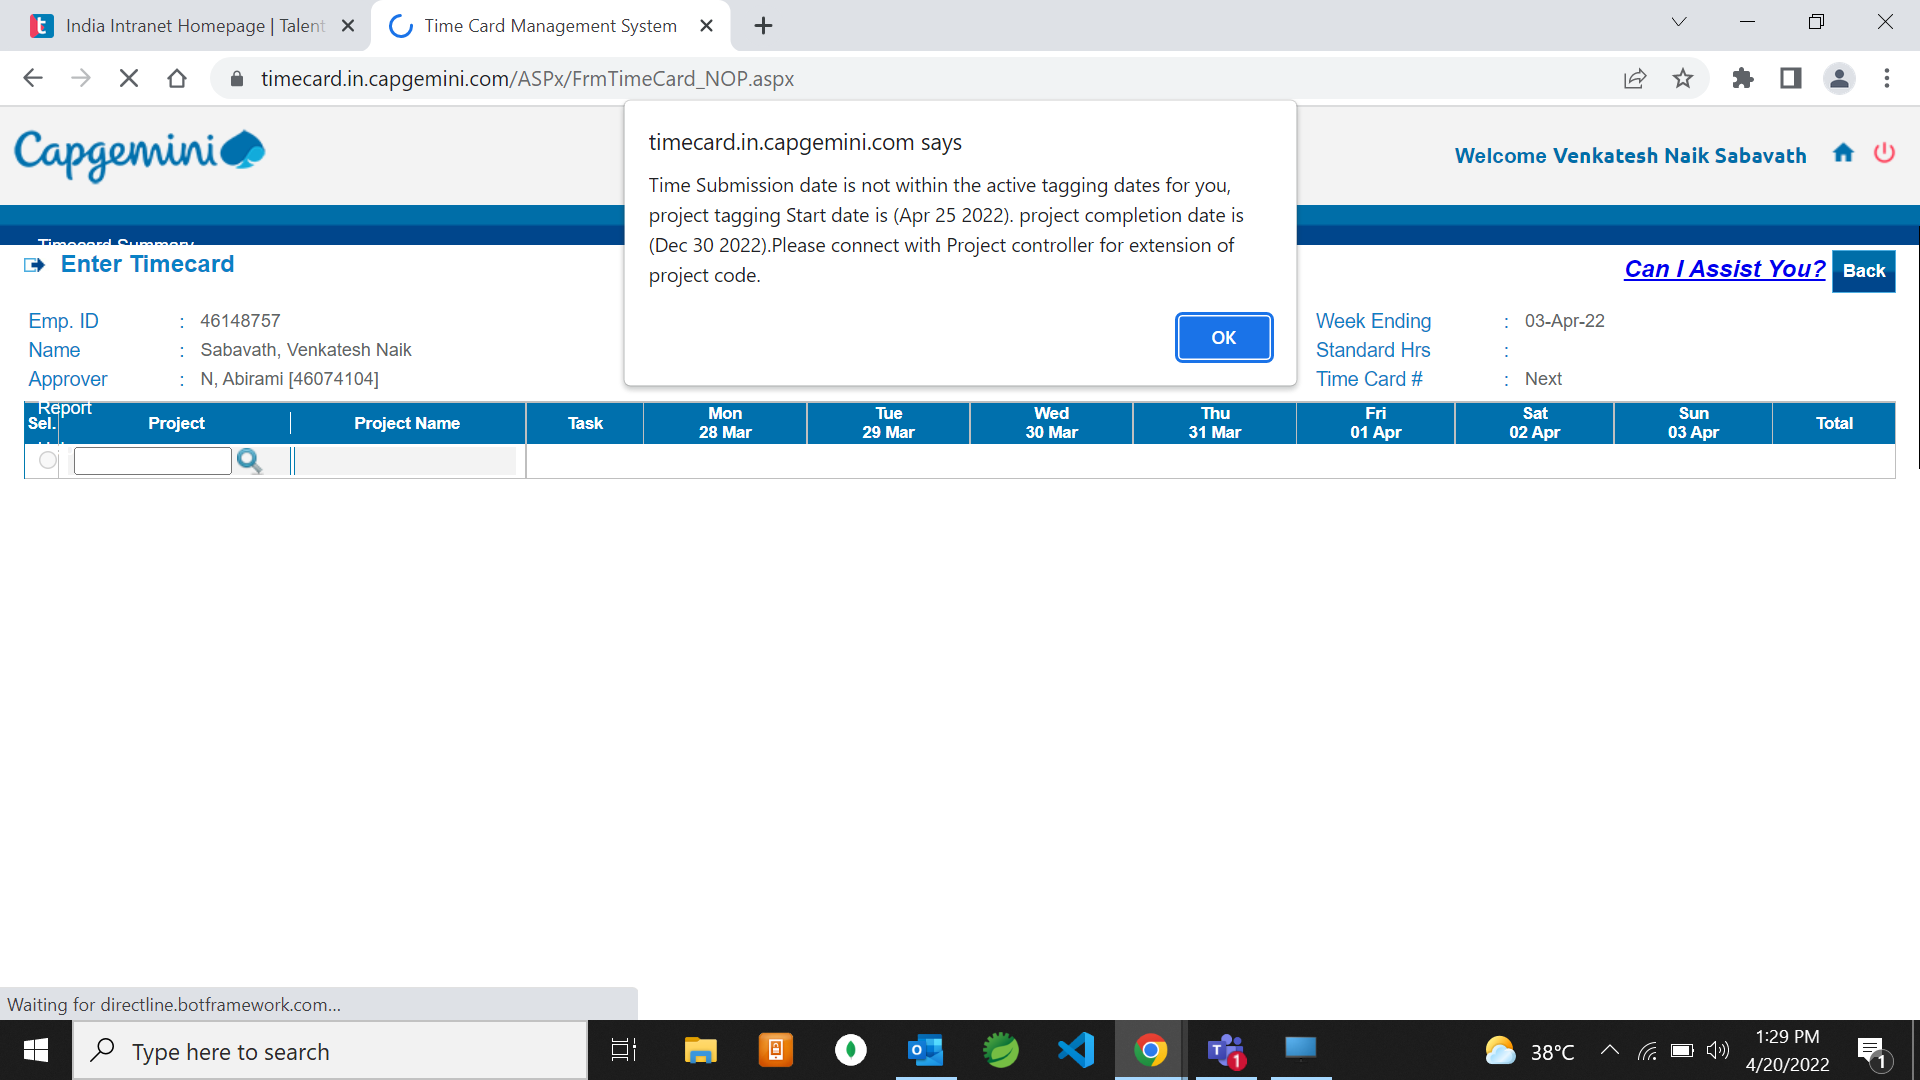 India Intranet Homepage | Talent
Time Card Management System
timecard.in.capgemini.com/ASPx/FrmTimeCard_NOP.aspx
Capgemini
timecard.in.capgemini.com says
Time Submission date is not within the active tagging dates for you,
project tagging Start date is (Apr 25 2022). project completion date is
(Dec 30 2022).Please connect with Project controller for extension of
project code.
OK
Welcome Venkatesh Naik Sabavath
Timecard Summary
Enter Timecard
Can I Assist You?
Back
Emp. ID : 46148757
Name : Sabavath, Venkatesh Naik
Approver : N, Abirami [46074104]
Week Ending : 03-Apr-22
Standard Hrs :
Time Card # : Next
Report
Sel. Project Project Name Task Mon 28 Mar Tue 29 Mar Wed 30 Mar Thu 31 Mar Fri 01 Apr Sat 02 Apr Sun 03 Apr Total
Waiting for directline.botframework.com...
Type here to search
1
38°C
1:29 PM
4/20/2022
1